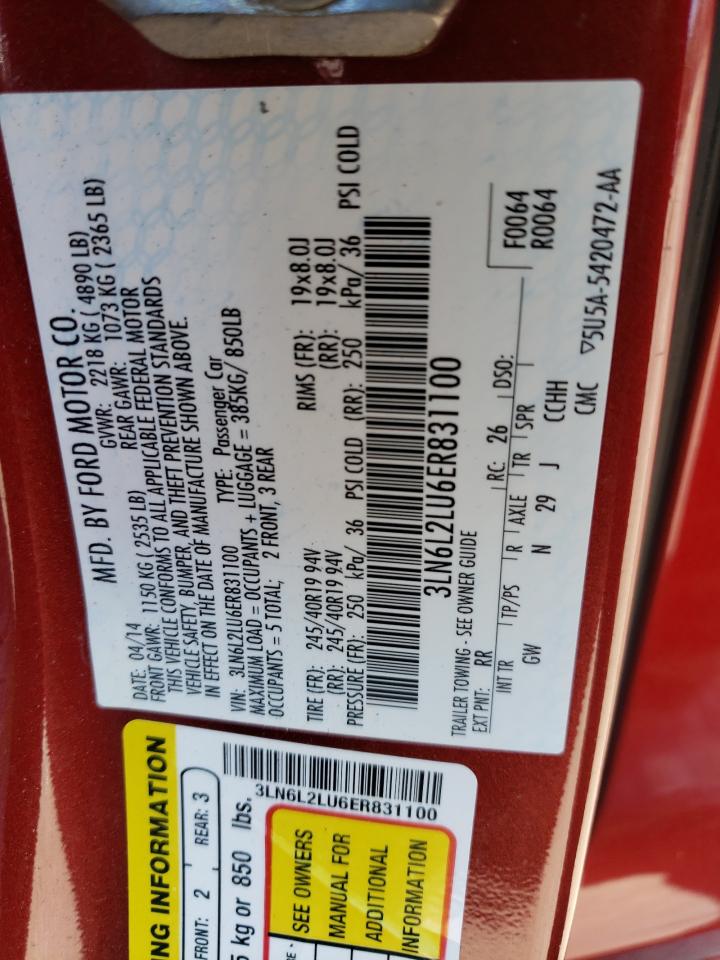 MFD. BY FORD MOTOR CO.
DATE: 04/14 GVWR: 2218 KG ( 4890 LB)
FRONT GAWR: 1150 KG ( 2535 LB) REAR GAWR: 1073 KG ( 2365 LB)
THIS VEHICLE CONFORMS TO ALL APPLICABLE FEDERAL MOTOR
VEHICLE SAFETY, BUMPER, AND THEFT PREVENTION STANDARDS
IN EFFECT ON THE DATE OF MANUFACTURE SHOWN ABOVE.
VIN: 3LN6L2LU6ER831100 TYPE: Passenger Car
MAXIMUM LOAD = OCCUPANTS + LUGGAGE = 385KG/ 850LB
OCCUPANTS = 5 TOTAL; 2 FRONT, 3 REAR
TIRE (FR): 245/40R19 94V RIMS (FR): 19x8.0J
(RR): 245/40R19 94V (RR): 19x8.0J
PRESSURE (FR): 250 kPa/ 36 PSI COLD (RR): 250 kPa/ 36 PSI COLD
3LN6L2LU6ER831100
TRAILER TOWING - SEE OWNER GUIDE
EXT PNT: RR RC: 26 DSO: F0064
R0064
INT TR TP/PS R AXLE TR SPR
GW N 29 J CCHH
CMC ▽5U5A-5420472-AA
NG INFORMATION
FRONT: 2 REAR: 3
5 kg or 850 lbs.
3LN6L2LU6ER831100
SEE OWNERS
MANUAL FOR
ADDITIONAL
INFORMATION